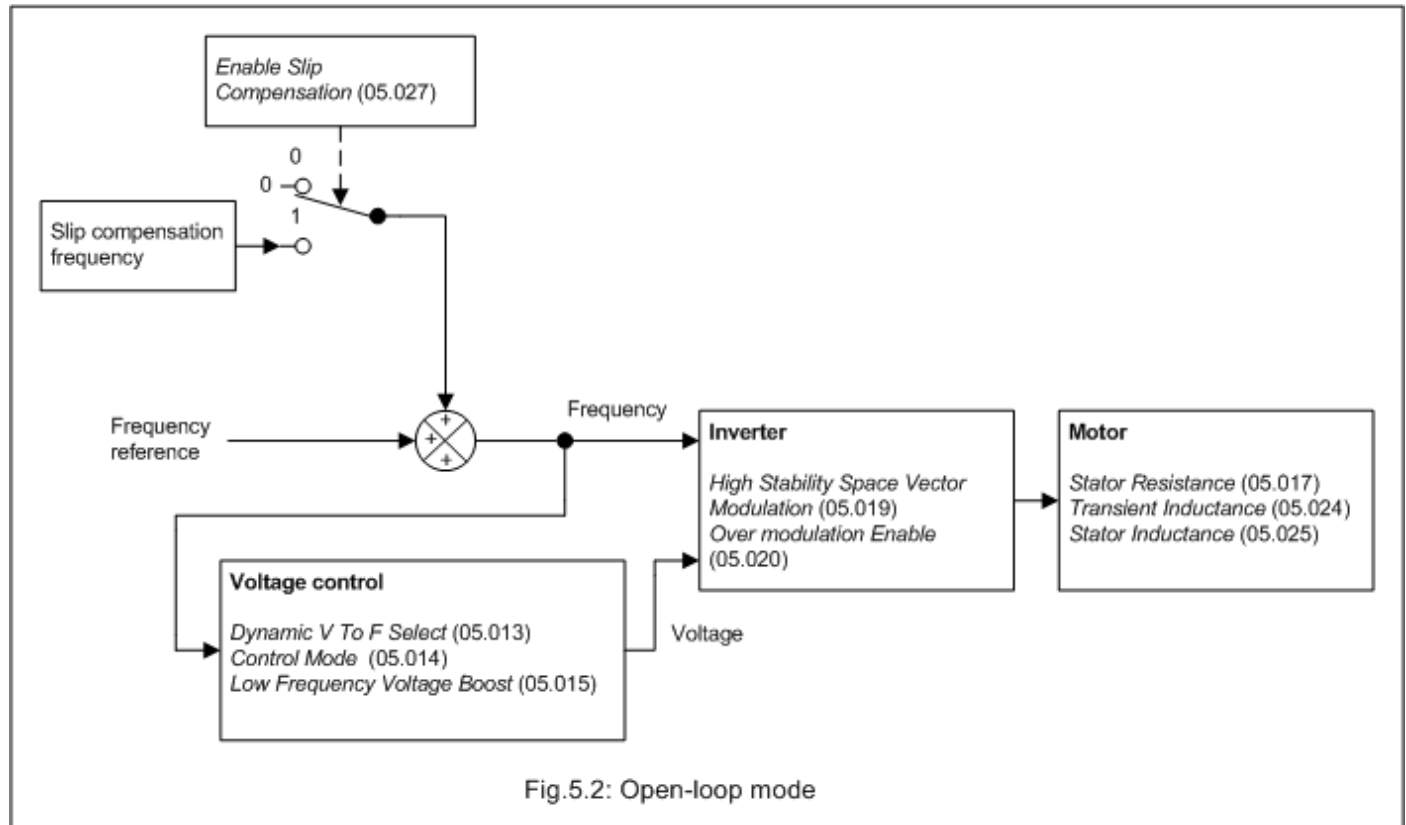 Enable Slip
Compensation (05.027)
0
0
1
Slip compensation
frequency
Frequency
reference
+
+
+
Frequency
Inverter
High Stability Space Vector
Modulation (05.019)
Over modulation Enable
(05.020)
Motor
Stator Resistance (05.017)
Transient Inductance (05.024)
Stator Inductance (05.025)
Voltage control
Dynamic V To F Select (05.013)
Control Mode (05.014)
Low Frequency Voltage Boost (05.015)
Voltage
Fig.5.2: Open-loop mode